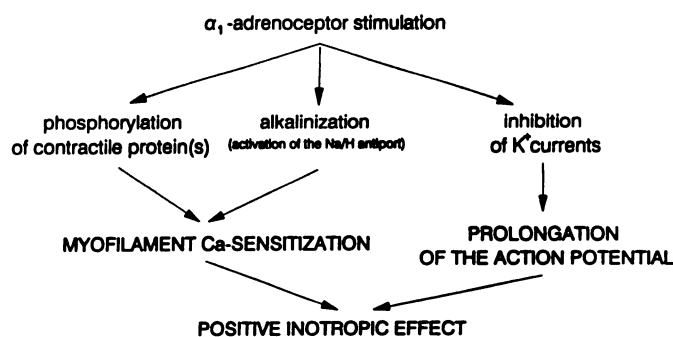 α₁-adrenoceptor stimulation
phosphorylation
of contractile protein(s)
alkalinization
(activation of the Na/H antiport)
inhibition
of K⁺currents
MYOFILAMENT Ca-SENSITIZATION
PROLONGATION
OF THE ACTION POTENTIAL
POSITIVE INOTROPIC EFFECT